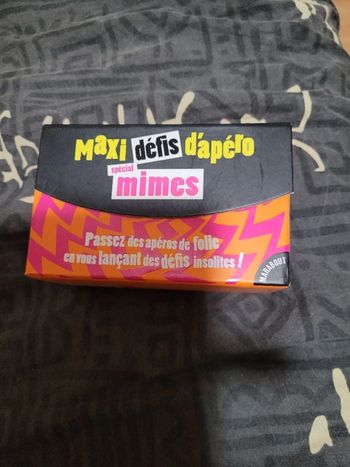 Maxi défis d'apéro
spécial
mimes
Passez des apéros de folie
en vous lançant des défis insolites !
MARABOUT